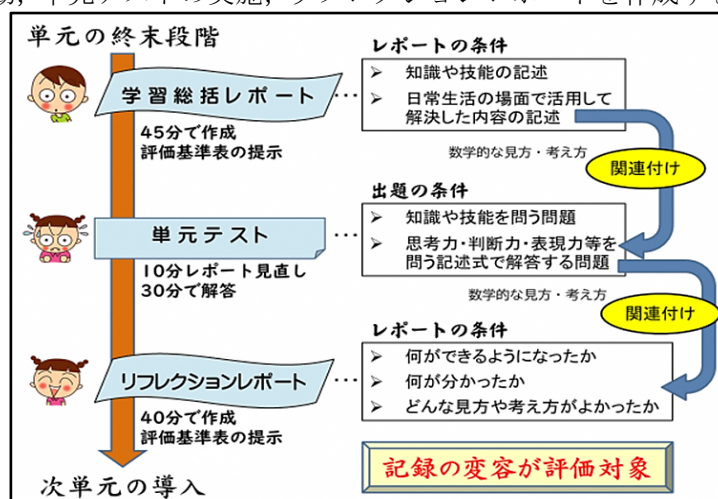 単元の終末段階
学習総括レポート
45分で作成
評価基準表の提示
レポートの条件
➢ 知識や技能の記述
➢ 日常生活の場面で活用して
解決した内容の記述
数学的な見方・考え方
関連付け
単元テスト
10分レポート見直し
30分で解答
出題の条件
➢ 知識や技能を問う問題
➢ 思考力・判断力・表現力等を
問う記述式で解答する問題
数学的な見方・考え方
関連付け
リフレクションレポート
40分で作成
評価基準表の提示
レポートの条件
➢ 何ができるようになったか
➢ 何が分かったか
➢ どんな見方や考え方がよかったか
記録の変容が評価対象
次単元の導入